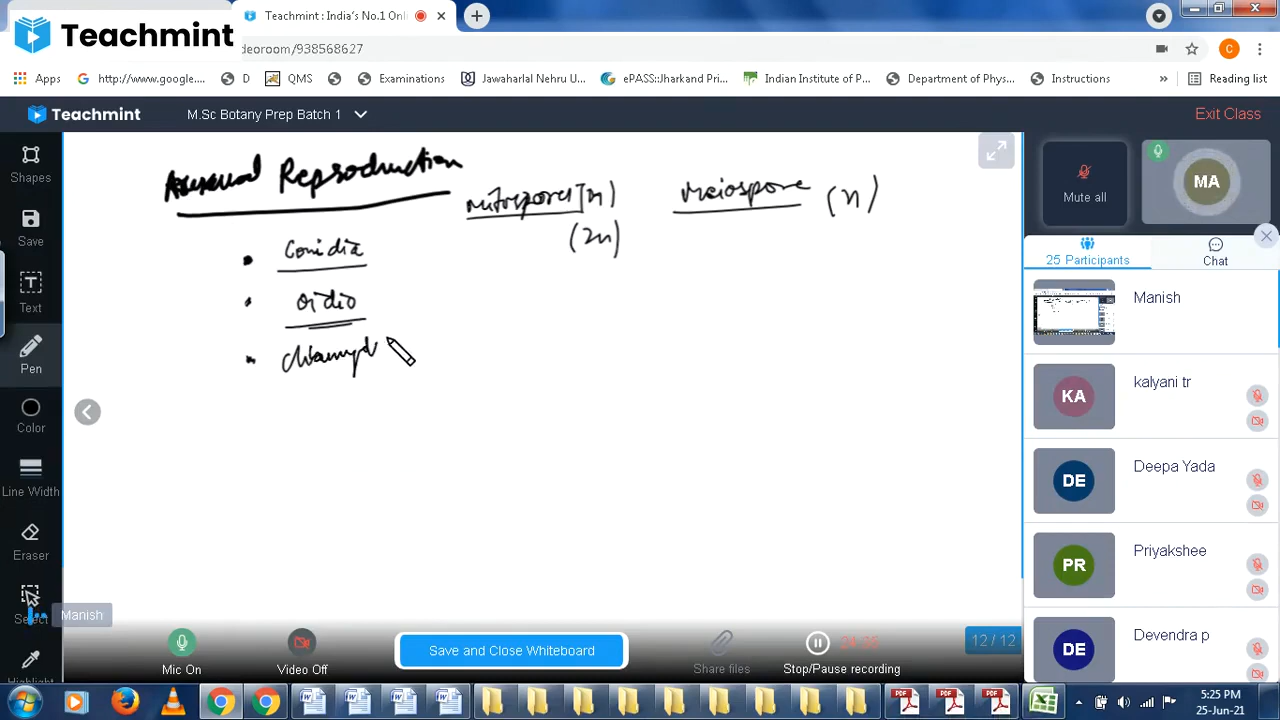 Teachmint : India's No.1 Onl
Teachmint
deoroom/938568627
Apps
http://www.google....
D
QMS
Examinations
Jawaharlal Nehru U...
ePASS::Jharkand Pri...
Indian Institute of P...
Department of Phys...
Instructions
»
Reading list
Teachmint
M.Sc Botany Prep Batch 1
Exit Class
Asexual Reproduction
mitospores (n)
(2n)
Meiospore (n)
• Conidia
• oidio
• chlamyd
Shapes
Save
Text
Pen
Color
Line Width
Eraser
Select
Highlight
Manish
Mute all
MA
25 Participants
Chat
Manish
KA kalyani tr
DE Deepa Yada
PR Priyakshee
DE Devendra p
Mic On
Video Off
Save and Close Whiteboard
Share files
Stop/Pause recording
12 / 12
5:25 PM
25-Jun-21